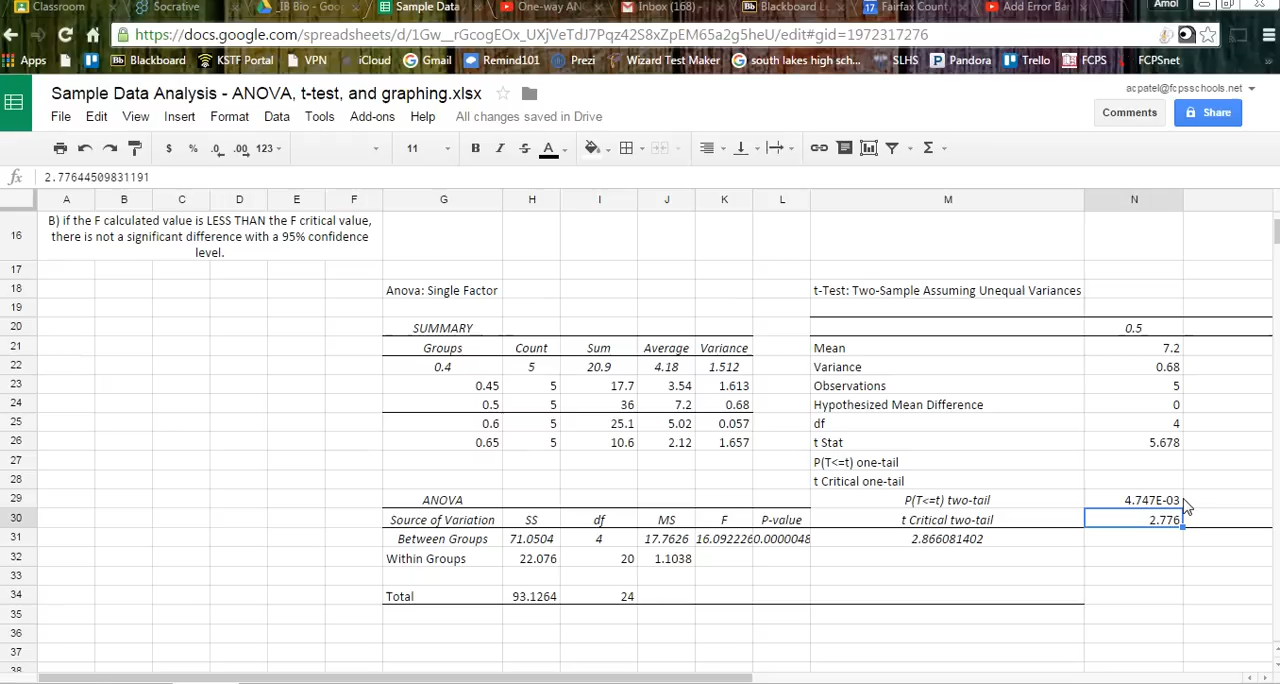 Classroom Socrative _IB Bio - Goo Sample Data One-way AN Inbox (168) - Blackboard L Fairfax Count Add Error Bar Amol
https://docs.google.com/spreadsheets/d/1Gw__rGcqgEOx_UXjVeTdJ7Pqz42S8xZpEM65a2g5heU/edit#gid=1972317276
Apps Bb Blackboard KSTF Portal VPN iCloud Gmail Remind101 Prezi Wizard Test Maker south lakes high sch... SLHS Pandora Trello FCPS FCPSnet
Sample Data Analysis - ANOVA, t-test, and graphing.xlsx
acpatel@fcpsschools.net
File Edit View Insert Format Data Tools Add-ons Help All changes saved in Drive
Comments Share
$ % .0 .00 123 11 B I S A Σ
fx 2.77644509831191
A B C D E F G H I J K L M N
16 B) if the F calculated value is LESS THAN the F critical value,
there is not a significant difference with a 95% confidence
level.
17
18 Anova: Single Factor t-Test: Two-Sample Assuming Unequal Variances
19
20 SUMMARY 0.5
21 Groups Count Sum Average Variance Mean 7.2
22 0.4 5 20.9 4.18 1.512 Variance 0.68
23 0.45 5 17.7 3.54 1.613 Observations 5
24 0.5 5 36 7.2 0.68 Hypothesized Mean Difference 0
25 0.6 5 25.1 5.02 0.057 df 4
26 0.65 5 10.6 2.12 1.657 t Stat 5.678
27 P(T<=t) one-tail
28 t Critical one-tail
29 ANOVA P(T<=t) two-tail 4.747E-03
30 Source of Variation SS df MS F P-value t Critical two-tail 2.776
31 Between Groups 71.0504 4 17.7626 16.0922260.0000048 2.866081402
32 Within Groups 22.076 20 1.1038
33
34 Total 93.1264 24
35
36
37
38